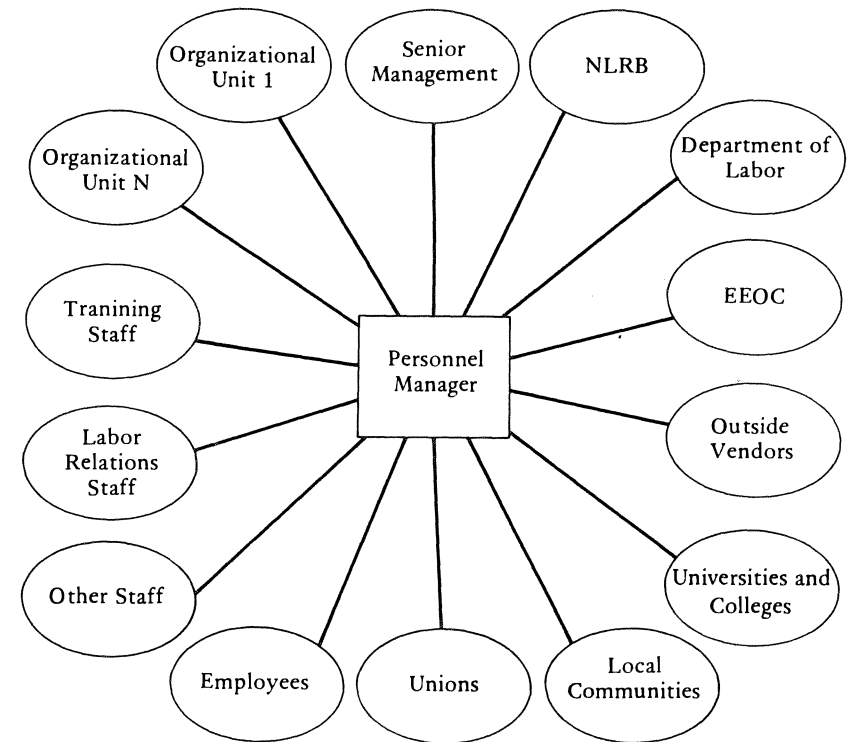 Organizational
Unit 1
Senior
Management
NLRB
Organizational
Unit N
Department of
Labor
EEOC
Tranining
Staff
Personnel
Manager
Labor
Relations
Staff
Outside
Vendors
Other Staff
Universities and
Colleges
Employees
Unions
Local
Communities